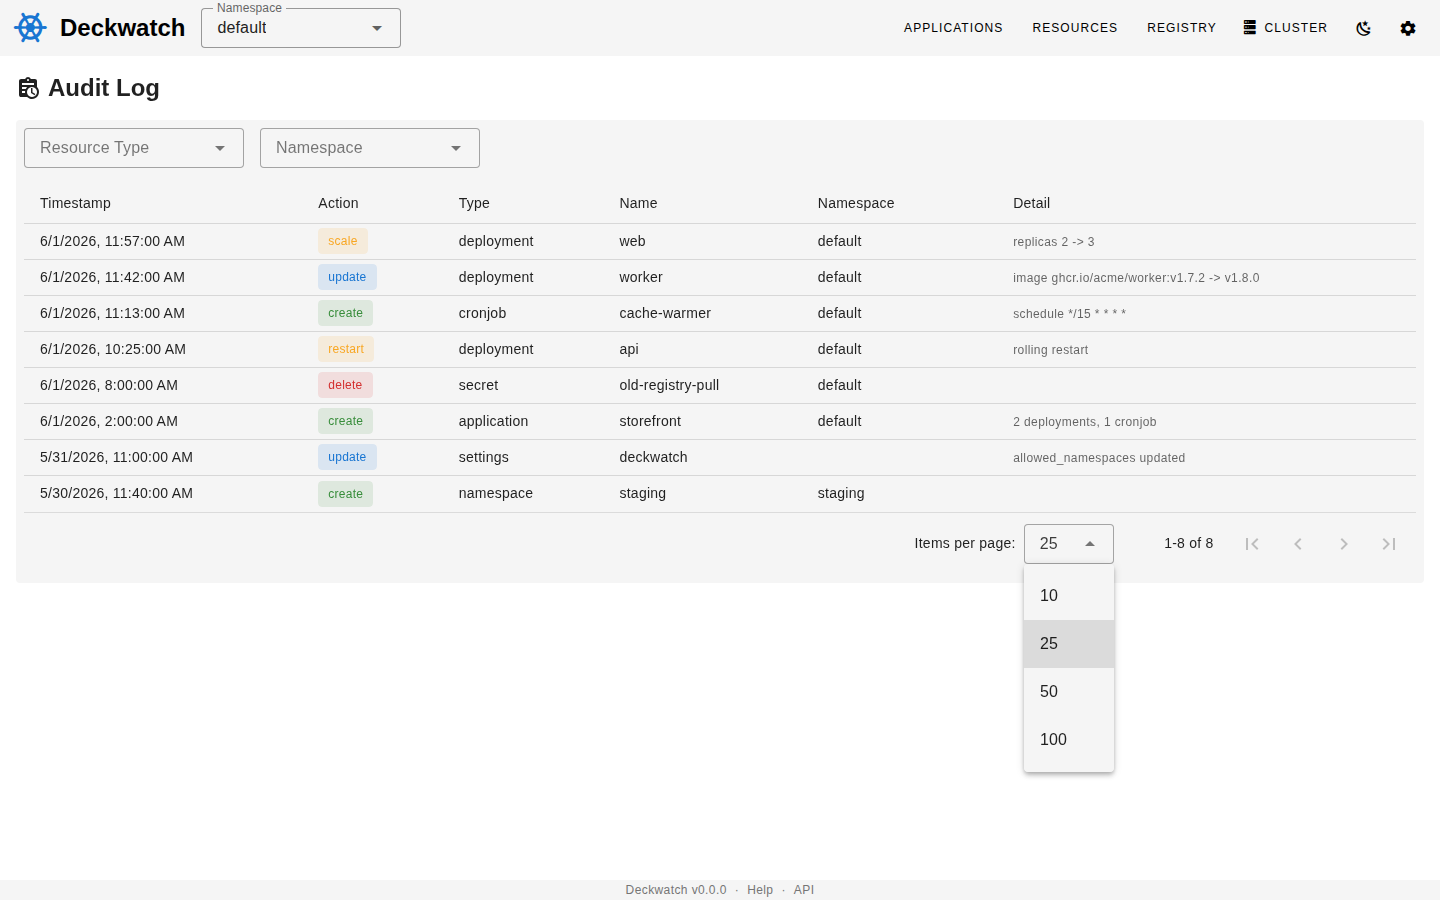 Deckwatch
Namespace
default
APPLICATIONS RESOURCES REGISTRY CLUSTER
Audit Log
Resource Type Namespace
Timestamp Action Type Name Namespace Detail
6/1/2026, 11:57:00 AM scale deployment web default replicas 2 -> 3
6/1/2026, 11:42:00 AM update deployment worker default image ghcr.io/acme/worker:v1.7.2 -> v1.8.0
6/1/2026, 11:13:00 AM create cronjob cache-warmer default schedule */15 * * * *
6/1/2026, 10:25:00 AM restart deployment api default rolling restart
6/1/2026, 8:00:00 AM delete secret old-registry-pull default
6/1/2026, 2:00:00 AM create application storefront default 2 deployments, 1 cronjob
5/31/2026, 11:00:00 AM update settings deckwatch allowed_namespaces updated
5/30/2026, 11:40:00 AM create namespace staging staging
Items per page: 25 1-8 of 8
10
25
50
100
Deckwatch v0.0.0 · Help · API